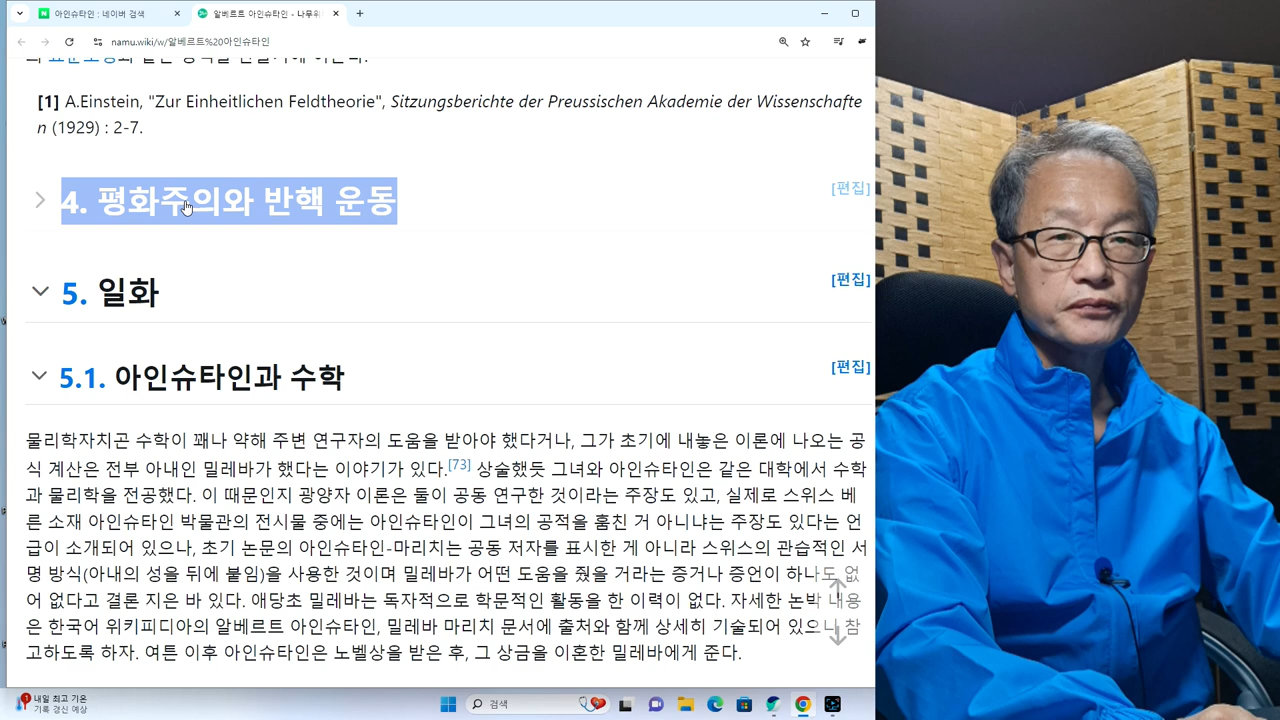 아인슈타인 : 네이버 검색
알베르트 아인슈타인 - 나무위
namu.wiki/w/알베르트%20아인슈타인
[1] A.Einstein, "Zur Einheitlichen Feldtheorie", Sitzungsberichte der Preussischen Akademie der Wissenschafte
n (1929) : 2-7.
4. 평화주의와 반핵 운동
[편집]
5. 일화
[편집]
5.1. 아인슈타인과 수학
[편집]
물리학자치곤 수학이 꽤나 약해 주변 연구자의 도움을 받아야 했다거나, 그가 초기에 내놓은 이론에 나오는 공
식 계산은 전부 아내인 밀레바가 했다는 이야기가 있다.[73] 상술했듯 그녀와 아인슈타인은 같은 대학에서 수학
과 물리학을 전공했다. 이 때문인지 광양자 이론은 둘이 공동 연구한 것이라는 주장도 있고, 실제로 스위스 베
른 소재 아인슈타인 박물관의 전시물 중에는 아인슈타인이 그녀의 공적을 훔친 거 아니냐는 주장도 있다는 언
급이 소개되어 있으나, 초기 논문의 아인슈타인-마리치는 공동 저자를 표시한 게 아니라 스위스의 관습적인 서
명 방식(아내의 성을 뒤에 붙임)을 사용한 것이며 밀레바가 어떤 도움을 줬을 거라는 증거나 증언이 하나도 없
어 없다고 결론 지은 바 있다. 애당초 밀레바는 독자적으로 학문적인 활동을 한 이력이 없다. 자세한 논박 내용
은 한국어 위키피디아의 알베르트 아인슈타인, 밀레바 마리치 문서에 출처와 함께 상세히 기술되어 있으니 참
고하도록 하자. 여튼 이후 아인슈타인은 노벨상을 받은 후, 그 상금을 이혼한 밀레바에게 준다.
1
내일 최고 기온
기록 경신 예상
검색